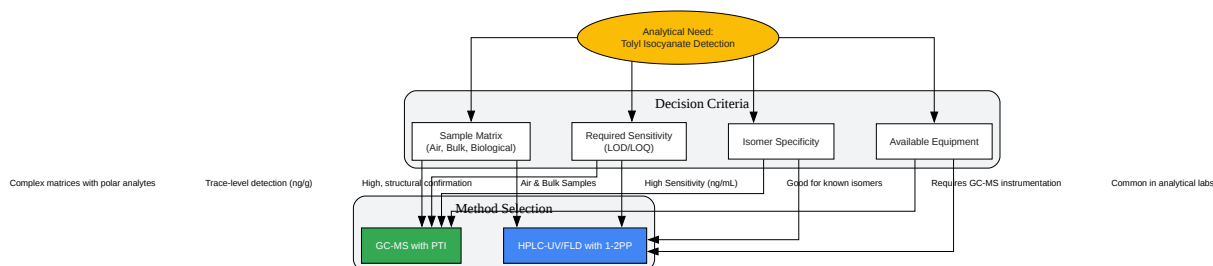 Analytical Need:
Tolyl Isocyanate Detection
Decision Criteria
Sample Matrix
(Air, Bulk, Biological)
Required Sensitivity
(LOD/LOQ)
Isomer Specificity
Available Equipment
Complex matrices with polar analytes
Trace-level detection (ng/g)
High, structural confirmation
Air & Bulk Samples
High Sensitivity (ng/mL)
Good for known isomers
Requires GC-MS instrumentation
Common in analytical labs
Method Selection
GC-MS with PTI
HPLC-UV/FLD with 1-2PP